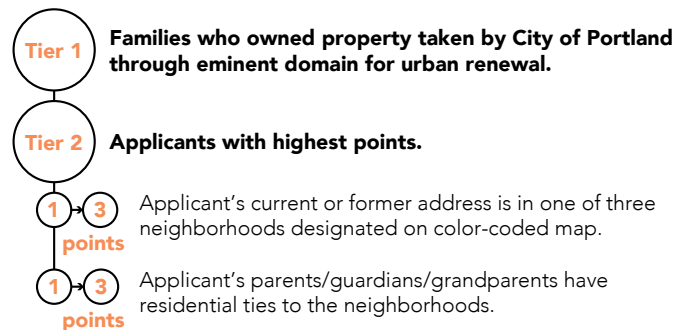 Tier 1
Families who owned property taken by City of Portland
through eminent domain for urban renewal.
Tier 2
Applicants with highest points.
1 → 3
points
Applicant's current or former address is in one of three
neighborhoods designated on color-coded map.
1 → 3
points
Applicant's parents/guardians/grandparents have
residential ties to the neighborhoods.